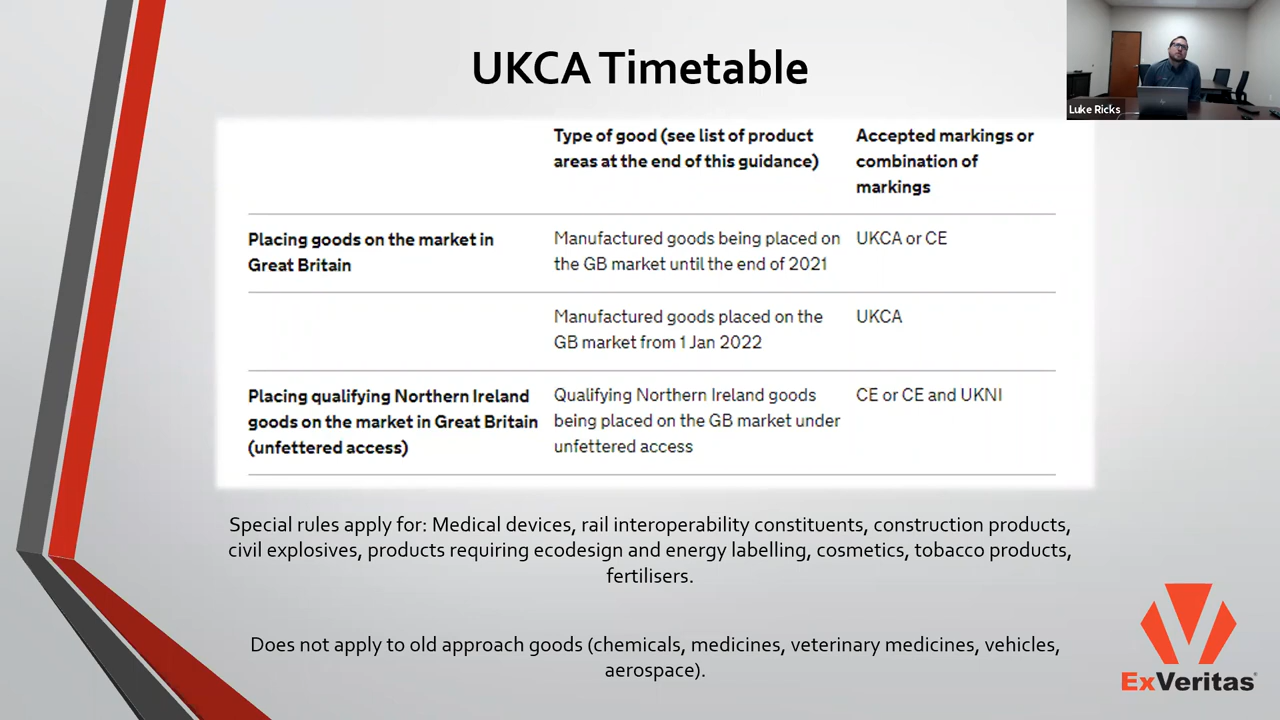 UKCA Timetable
Luke Ricks
Type of good (see list of product
areas at the end of this guidance)
Accepted markings or
combination of
markings
Placing goods on the market in
Great Britain
Manufactured goods being placed on
the GB market until the end of 2021
UKCA or CE
Manufactured goods placed on the
GB market from 1 Jan 2022
UKCA
Placing qualifying Northern Ireland
goods on the market in Great Britain
(unfettered access)
Qualifying Northern Ireland goods
being placed on the GB market under
unfettered access
CE or CE and UKNI
Special rules apply for: Medical devices, rail interoperability constituents, construction products,
civil explosives, products requiring ecodesign and energy labelling, cosmetics, tobacco products,
fertilisers.
Does not apply to old approach goods (chemicals, medicines, veterinary medicines, vehicles,
aerospace).
ExVeritas